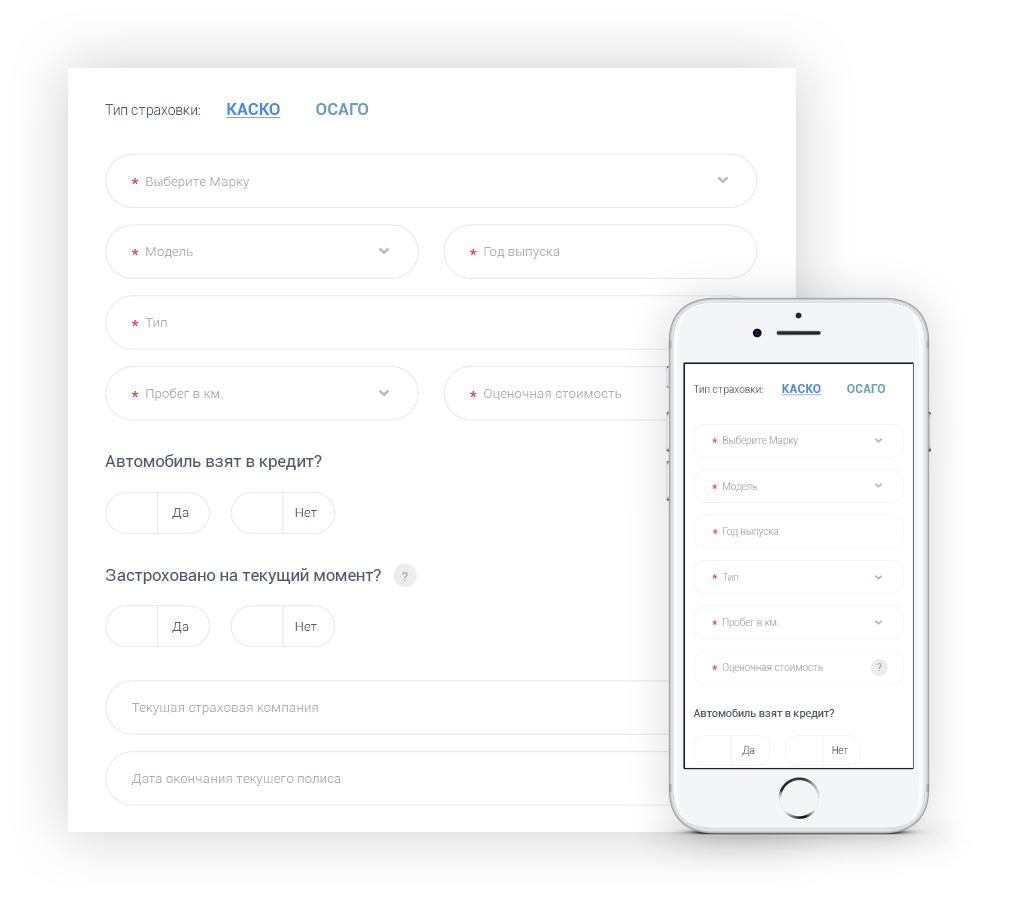 Тип страховки: КАСКО ОСАГО
* Выберите Марку
* Модель * Год выпуска
* Тип
* Пробег в км. * Оценочная стоимость
Автомобиль взят в кредит?
Да Нет
Застроховано на текущий момент? ?
Да Нет
Текущая страховая компания
Дата окончания текущего полиса
Тип страховки: КАСКО ОСАГО
* Выберите Марку
* Модель
* Год выпуска
* Тип
* Пробег в км.
* Оценочная стоимость ?
Автомобиль взят в кредит?
Да Нет